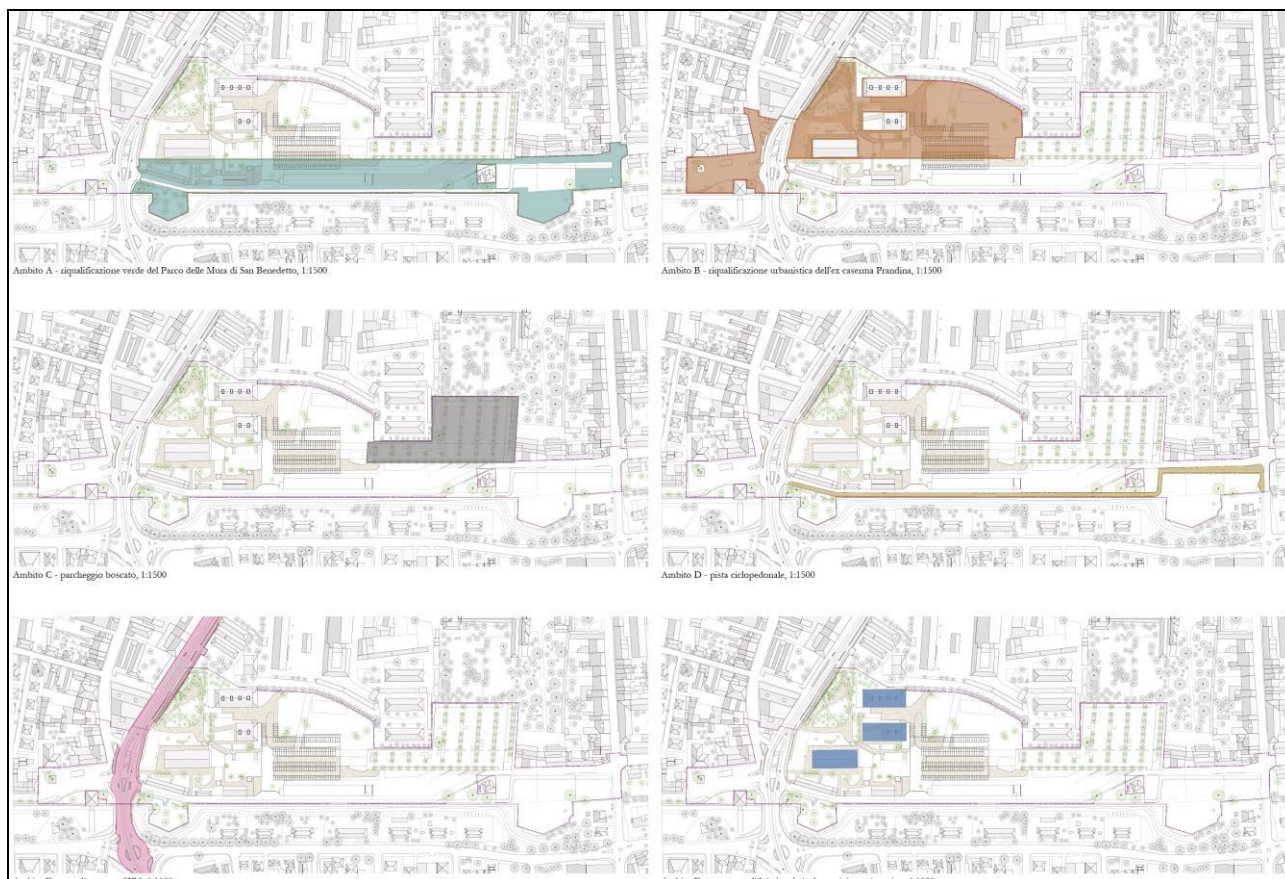 Ambito A - riqualificazione verde del Parco delle Mura di San Benedetto, 1:1500
Ambito B - riqualificazione urbanistica dell'ex caserma Prandina, 1:1500
Ambito C - parcheggio boscato, 1:1500
Ambito D - pista ciclopedonale, 1:1500